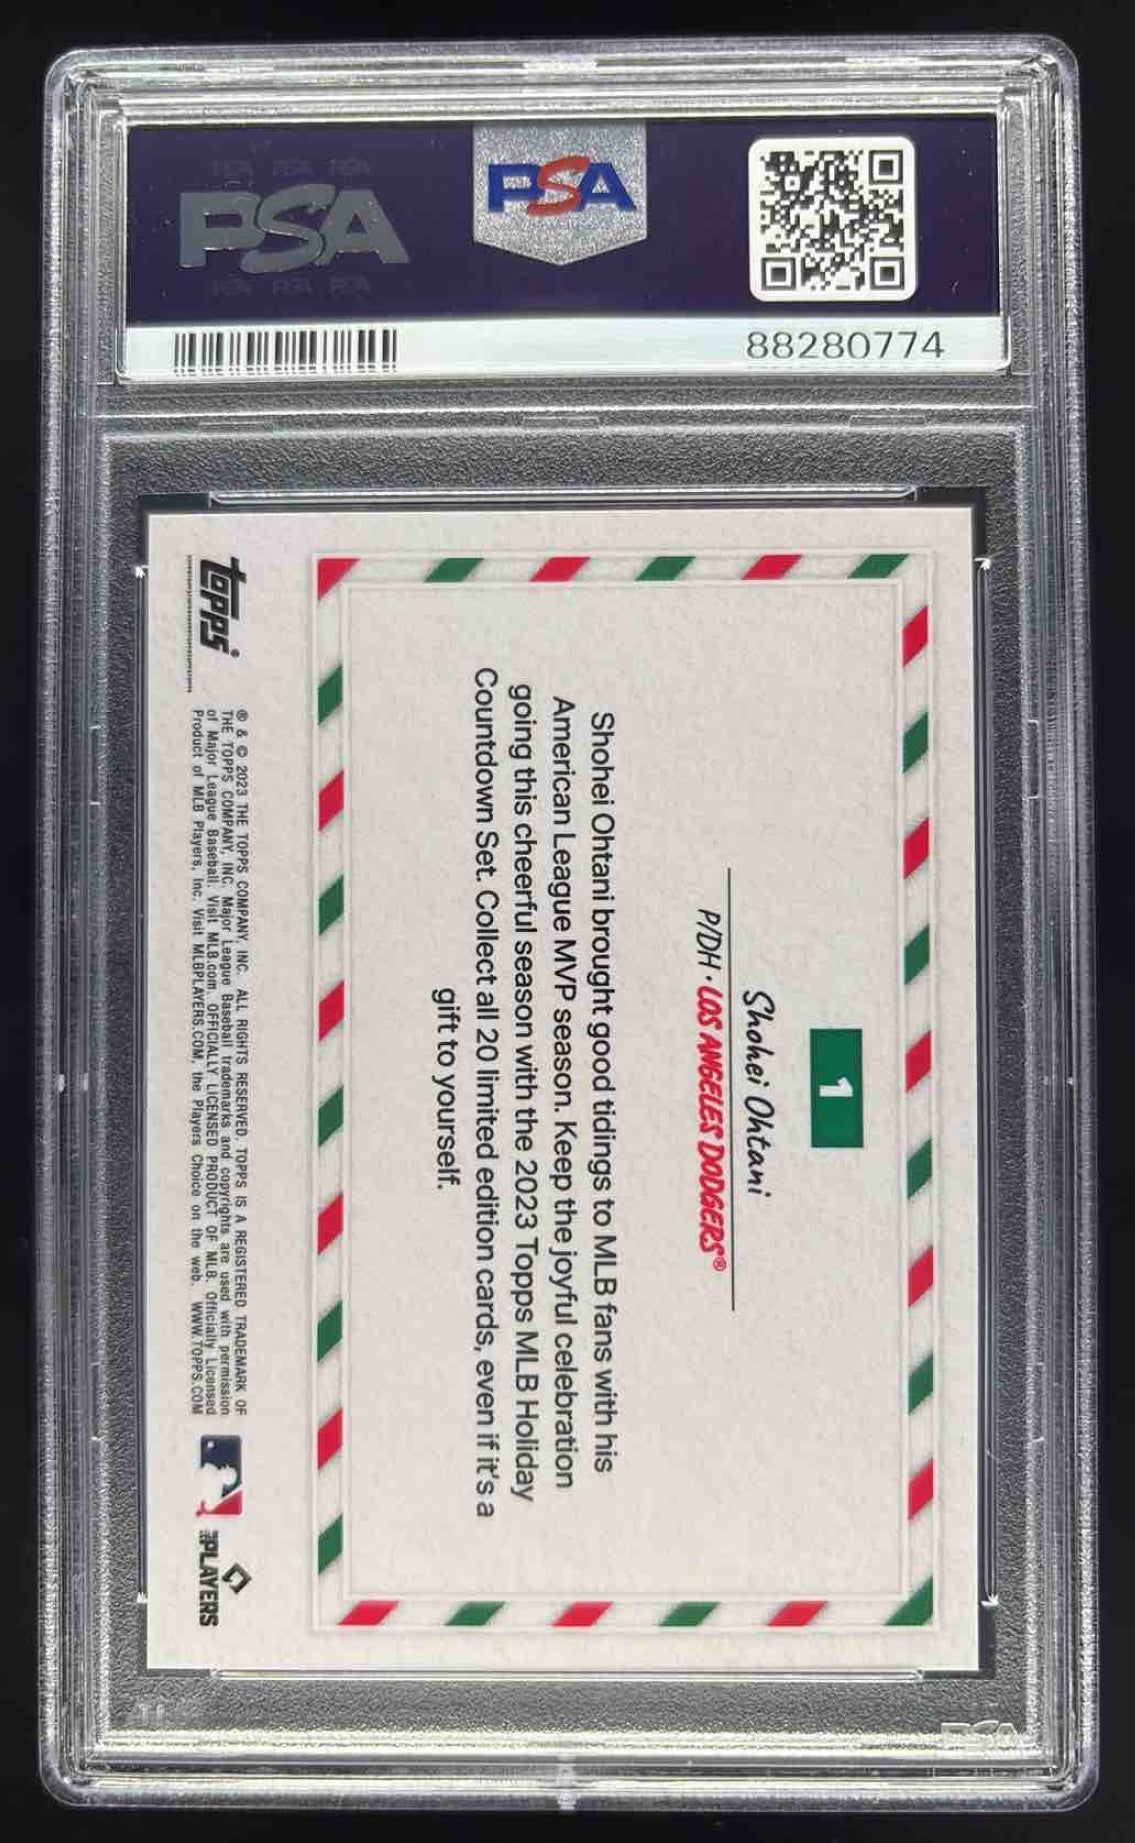 PSA
PSA
88280774
1
Shohei Ohtani
P/DH • LOS ANGELES DODGERS®
Shohei Ohtani brought good tidings to MLB fans with his
American League MVP season. Keep the joyful celebration
going this cheerful season with the 2023 Topps MLB Holiday
Countdown Set. Collect all 20 limited edition cards, even if it's a
gift to yourself.
topps®
® & © 2023 THE TOPPS COMPANY, INC. ALL RIGHTS RESERVED. TOPPS IS A REGISTERED TRADEMARK OF
THE TOPPS COMPANY, INC. Major League Baseball trademarks and copyrights are used with permission
of Major League Baseball. Visit MLB.com. OFFICIALLY LICENSED PRODUCT OF MLB. Officially Licensed
Product of MLB Players, Inc. Visit MLBPLAYERS.COM, the Players Choice on the web. WWW.TOPPS.COM
MLB PLAYERS
PSA